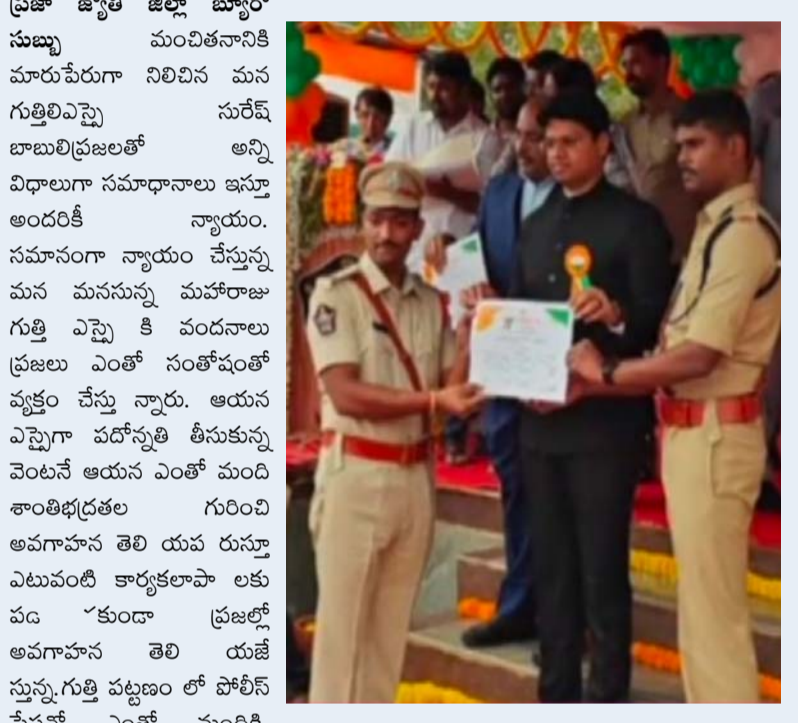 ప్రజా జ్యోతి జిల్లా బ్యూరో
సుబ్బు మంచితనానికి
మారుపేరుగా నిలిచిన మన
గుత్తిలిఎస్సై సురేష్
బాబులిప్రజలతో అన్ని
విధాలుగా సమాధానాలు ఇస్తూ
అందరికీ న్యాయం.
సమానంగా న్యాయం చేస్తున్న
మన మనసున్న మహారాజు
గుత్తి ఎస్సై కి వందనాలు
ప్రజలు ఎంతో సంతోషంతో
వ్యక్తం చేస్తు న్నారు. ఆయన
ఎస్సైగా పదోన్నతి తీసుకున్న
వెంటనే ఆయన ఎంతో మంది
శాంతిభద్రతల గురించి
అవగాహన తెలి యప రుస్తూ
ఎటువంటి కార్యకలాపా లకు
కుండా ప్రజల్లో
అవగాహన తెలి యజే
స్తున్న.గుత్తి పట్టణం లో పోలీస్